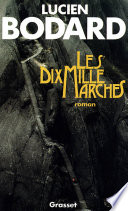 LUCIEN
BODARD
LES
DIX MILLE
MARCHES
roman
Grasset